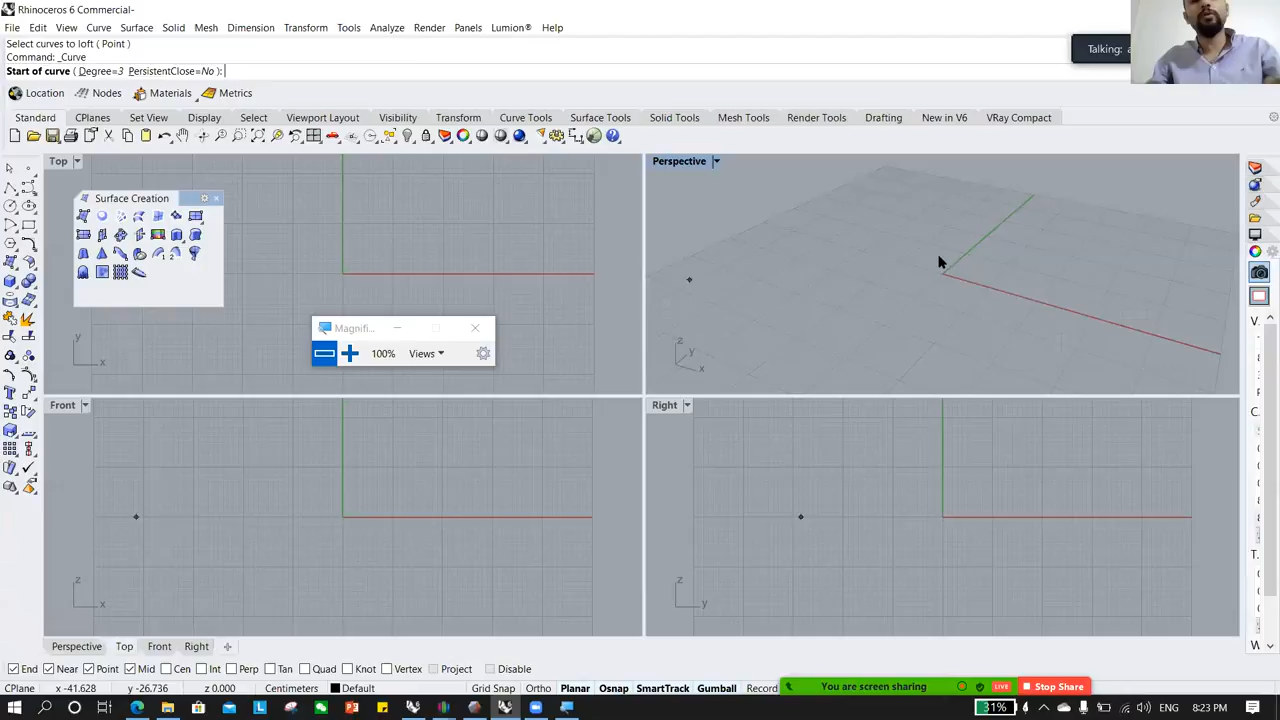 Rhinoceros 6 Commercial-
File Edit View Curve Surface Solid Mesh Dimension Transform Tools Analyze Render Panels Lumion® Help
Select curves to loft ( Point )
Command: _Curve
Start of curve ( Degree=3 PersistentClose=No ):
Talking:
Location Nodes Materials Metrics
Standard CPlanes Set View Display Select Viewport Layout Visibility Transform Curve Tools Surface Tools Solid Tools Mesh Tools Render Tools Drafting New in V6 VRay Compact
Top
Perspective
Surface Creation
Magnifi...
100% Views
y
x
z
y
x
Front
Right
z
x
z
y
Perspective Top Front Right
End Near Point Mid Cen Int Perp Tan Quad Knot Vertex Project Disable
CPlane x -41.628 y -26.736 z 0.000 Centimeters Default Grid Snap Ortho Planar Osnap SmartTrack Gumball Record
You are screen sharing LIVE Stop Share
31% ENG 8:23 PM